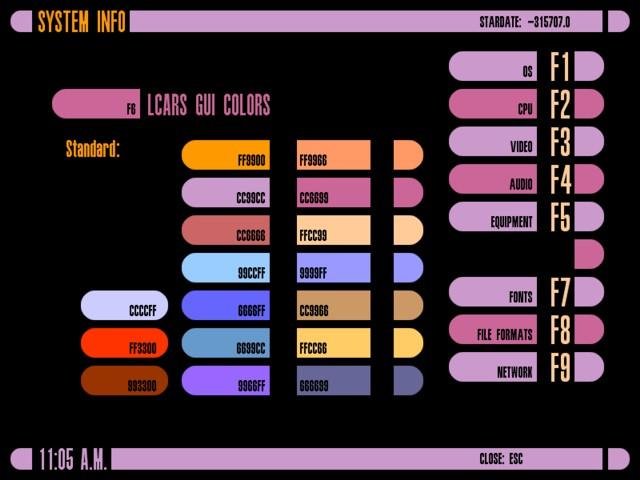 SYSTEM INFO
STARDATE: -315707.0
OS F1
F6 LCARS GUI COLORS
CPU F2
Standard:
VIDEO F3
FF9900 FF9966
AUDIO F4
CC99CC CC6699
EQUIPMENT F5
CC6666 FFCC99
99CCFF 9999FF
FONTS F7
CCCCFF 6666FF CC9966
FILE FORMATS F8
FF3300 6699CC FFCC66
NETWORK F9
993300 9966FF 666699
11:05 A.M.
CLOSE: ESC